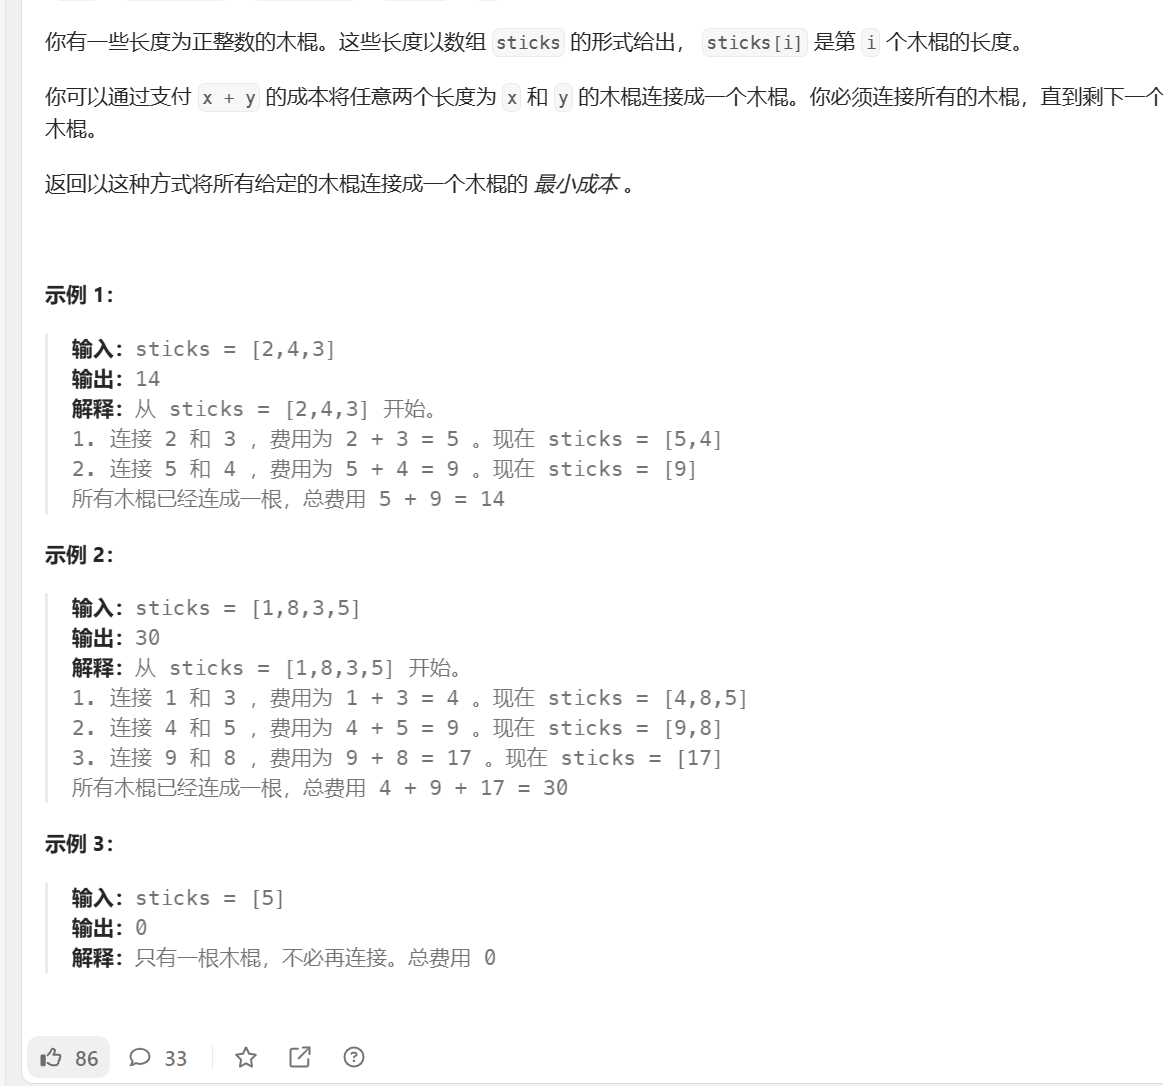 你有一些长度为正整数的木棍。这些长度以数组 sticks 的形式给出， sticks[i] 是第 i 个木棍的长度。
你可以通过支付 x + y 的成本将任意两个长度为 x 和 y 的木棍连接成一个木棍。你必须连接所有的木棍，直到剩下一个
木棍。
返回以这种方式将所有给定的木棍连接成一个木棍的 最小成本 。
示例 1：
输入：sticks = [2,4,3]
输出：14
解释：从 sticks = [2,4,3] 开始。
1. 连接 2 和 3 ，费用为 2 + 3 = 5 。现在 sticks = [5,4]
2. 连接 5 和 4 ，费用为 5 + 4 = 9 。现在 sticks = [9]
所有木棍已经连成一根，总费用 5 + 9 = 14
示例 2：
输入：sticks = [1,8,3,5]
输出：30
解释：从 sticks = [1,8,3,5] 开始。
1. 连接 1 和 3 ，费用为 1 + 3 = 4 。现在 sticks = [4,8,5]
2. 连接 4 和 5 ，费用为 4 + 5 = 9 。现在 sticks = [9,8]
3. 连接 9 和 8 ，费用为 9 + 8 = 17 。现在 sticks = [17]
所有木棍已经连成一根，总费用 4 + 9 + 17 = 30
示例 3：
输入：sticks = [5]
输出：0
解释：只有一根木棍，不必再连接。总费用 0
86 33